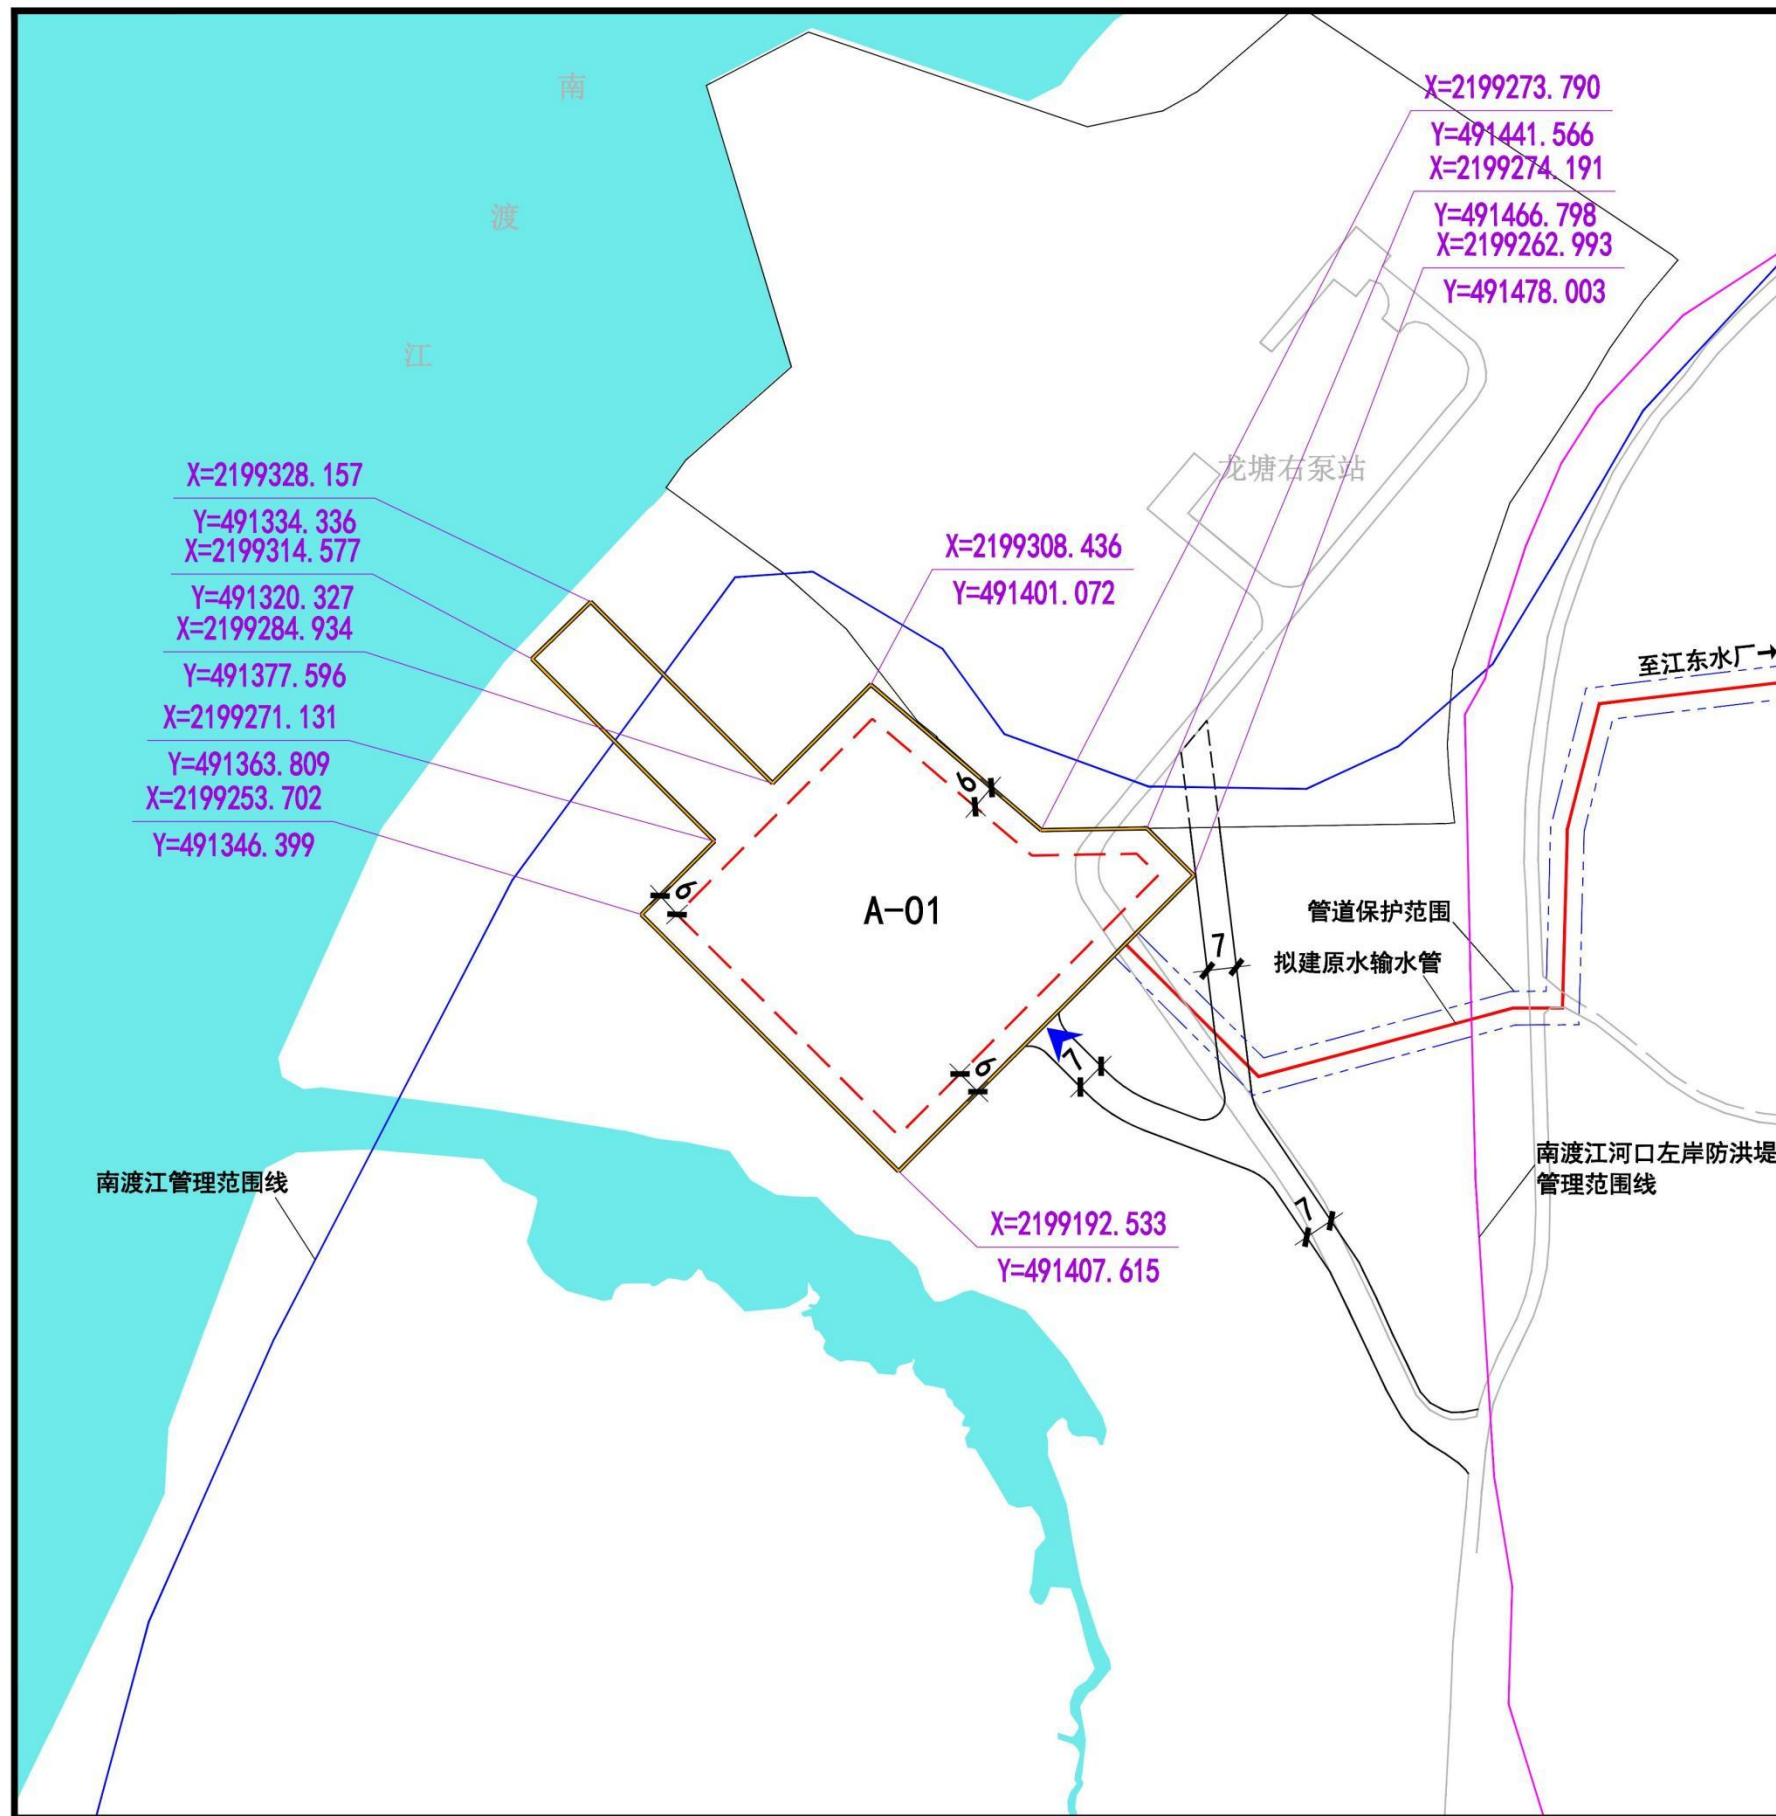 南
渡
江
X=2199273.790
Y=491441.566
X=2199274.191
Y=491466.798
X=2199262.993
Y=491478.003
龙塘右泵站
X=2199328.157
Y=491334.336
X=2199314.577
Y=491320.327
X=2199284.934
Y=491377.596
X=2199271.131
Y=491363.809
X=2199253.702
Y=491346.399
X=2199308.436
Y=491401.072
至江东水厂→
6
6
A-01
管道保护范围
拟建原水输水管
7
7
6
南渡江管理范围线
南渡江河口左岸防洪堤
管理范围线
7
X=2199192.533
Y=491407.615